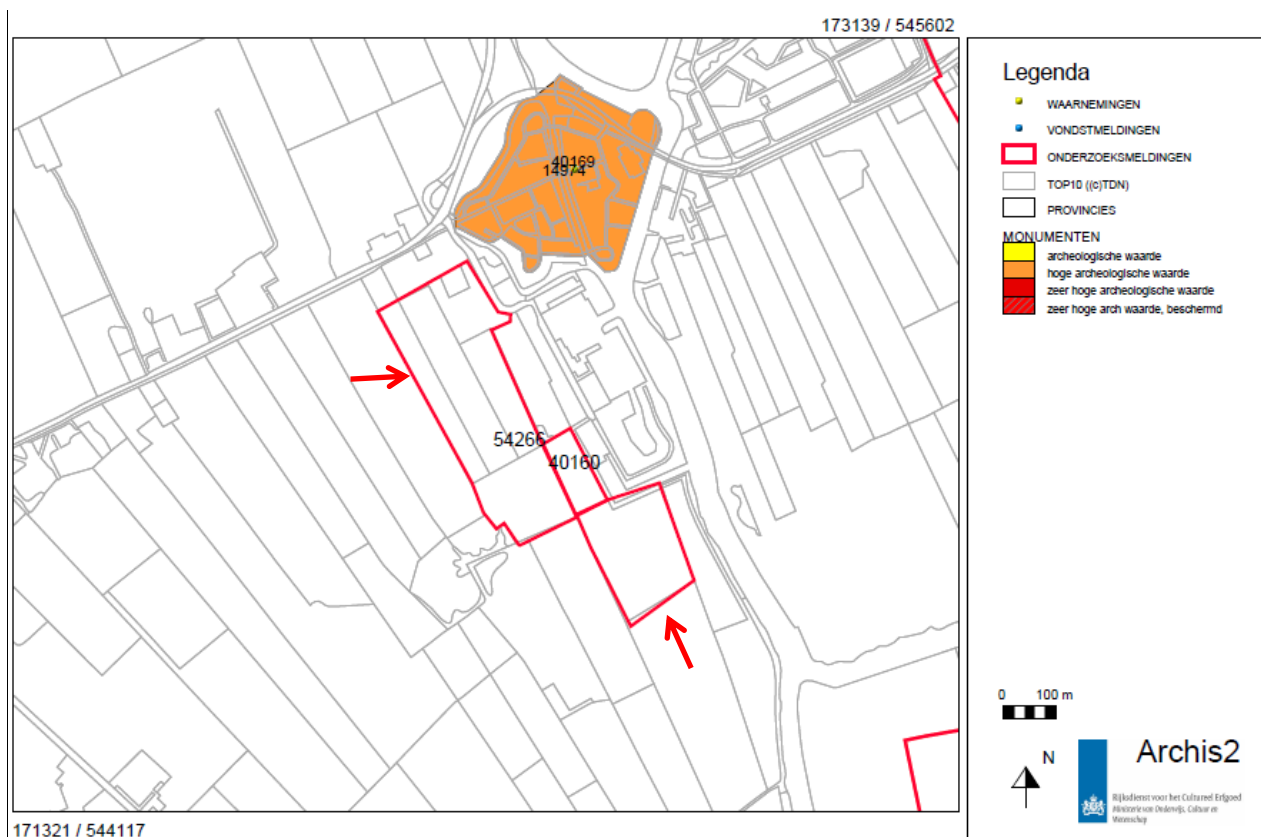 173139 / 545602
40169
14974
54266
40160
171321 / 544117
Legenda
WAARNEMINGEN
VONDSTMELDINGEN
ONDERZOEKSMELDINGEN
TOP10 ((c)TDN)
PROVINCIES
MONUMENTEN
archeologische waarde
hoge archeologische waarde
zeer hoge archeologische waarde
zeer hoge arch waarde, beschermd
0 100 m
N
Archis2
Rijksdienst voor het Cultureel Erfgoed
Ministerie van Onderwijs, Cultuur en
Wetenschap